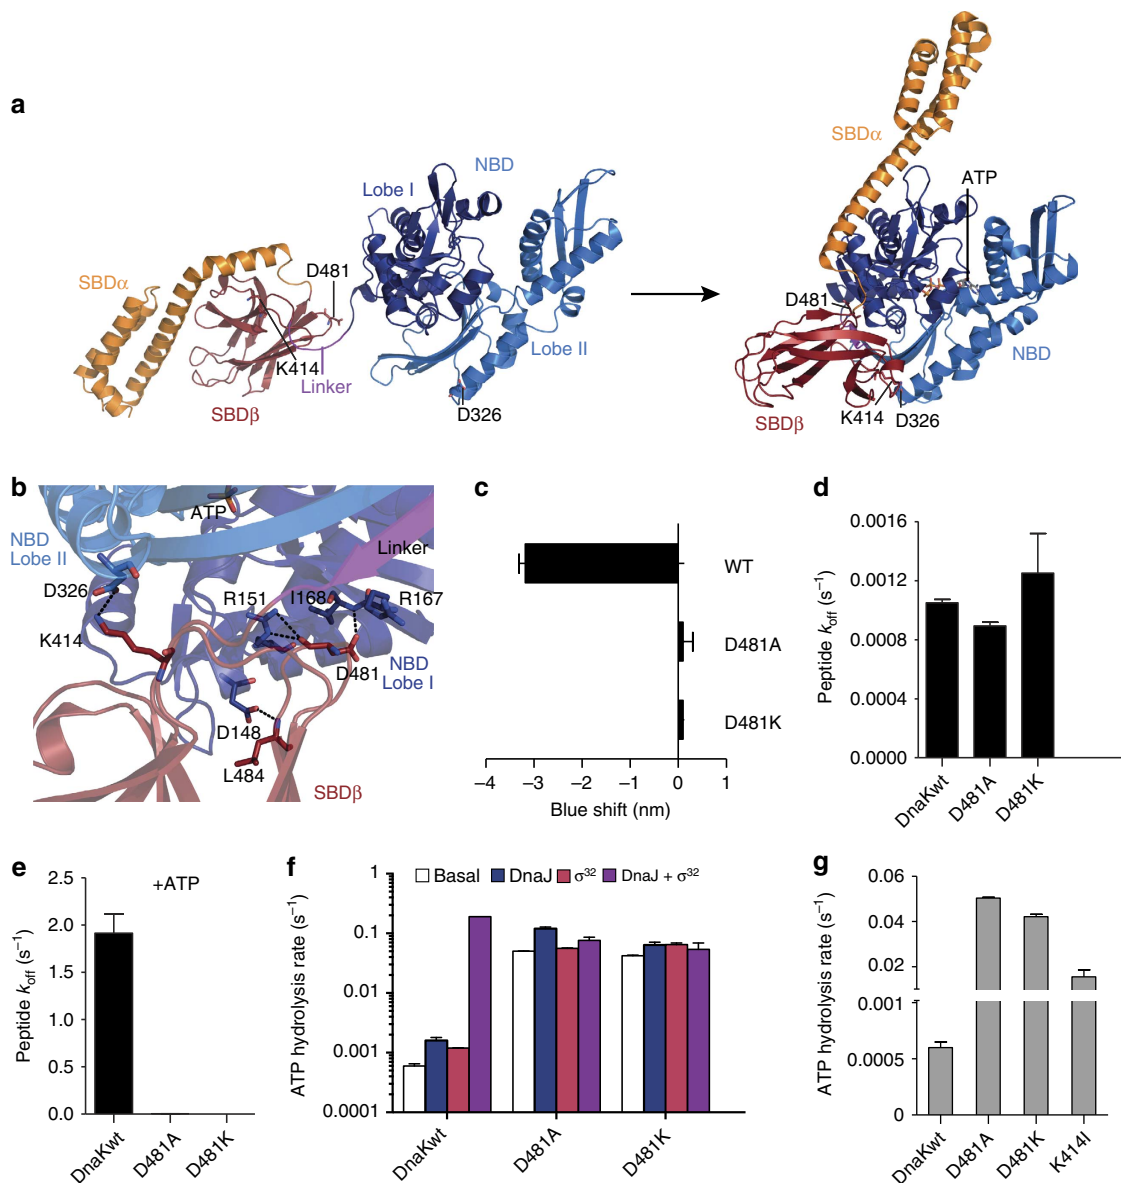 a
SBDα
D481
K414
Linker
SBDβ
Lobe I
NBD
Lobe II
D326
SBDα
ATP
D481
NBD
SBDβ
K414
D326
b
ATP
NBD
Lobe II
Linker
D326
R151
I168
R167
K414
D481
NBD
Lobe I
D148
L484
SBDβ
c
WT
D481A
D481K
−4
−3
−2
−1
0
1
Blue shift (nm)
d
Peptide koff (s−1)
0.0016
0.0012
0.0008
0.0004
0.0000
DnaKwt
D481A
D481K
e
+ATP
Peptide koff (s−1)
2.5
2.0
1.5
1.0
0.5
0.0
DnaKwt
D481A
D481K
f
Basal DnaJ σ32 DnaJ + σ32
ATP hydrolysis rate (s−1)
1
0.1
0.01
0.001
0.0001
DnaKwt
D481A
D481K
g
ATP hydrolysis rate (s−1)
0.06
0.04
0.02
0.001
0.0005
0
DnaKwt
D481A
D481K
K414I